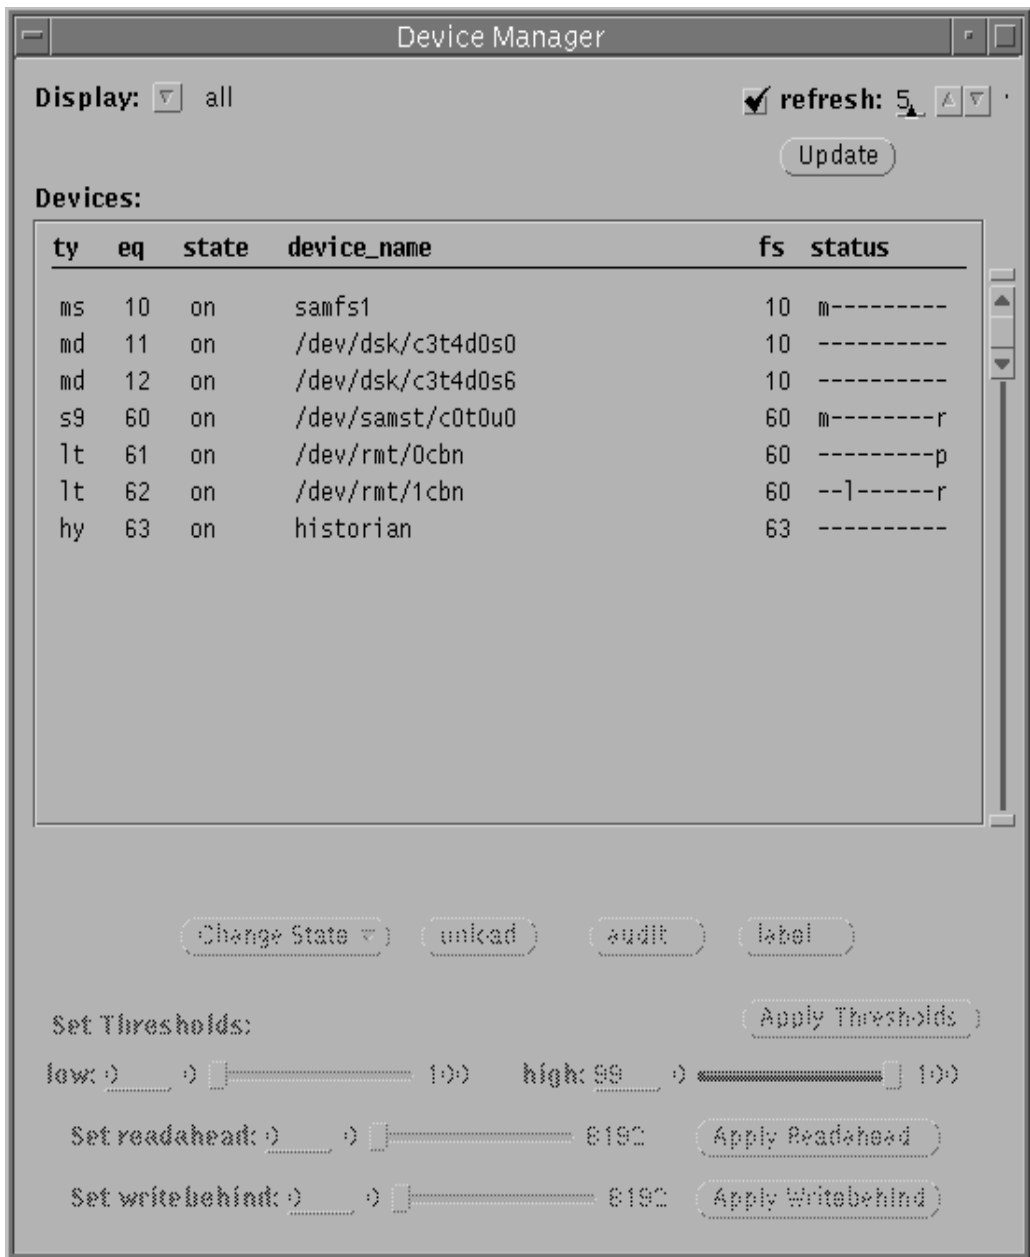 Device Manager
Display: all refresh: 5
Update
Devices:
ty eq state device_name fs status
ms 10 on samfs1 10 m---------
md 11 on /dev/dsk/c3t4d0s0 10 ----------
md 12 on /dev/dsk/c3t4d0s6 10 ----------
s9 60 on /dev/samst/c0t0u0 60 m--------r
lt 61 on /dev/rmt/0cbn 60 ---------p
lt 62 on /dev/rmt/1cbn 60 --l------r
hy 63 on historian 63 ----------
Change State unload audit label
Set Thresholds: Apply Thresholds
low: 0 0 100 high: 99 0 100
Set readahead: 0 0 8192 Apply Readahead
Set writebehind: 0 0 8192 Apply Writebehind